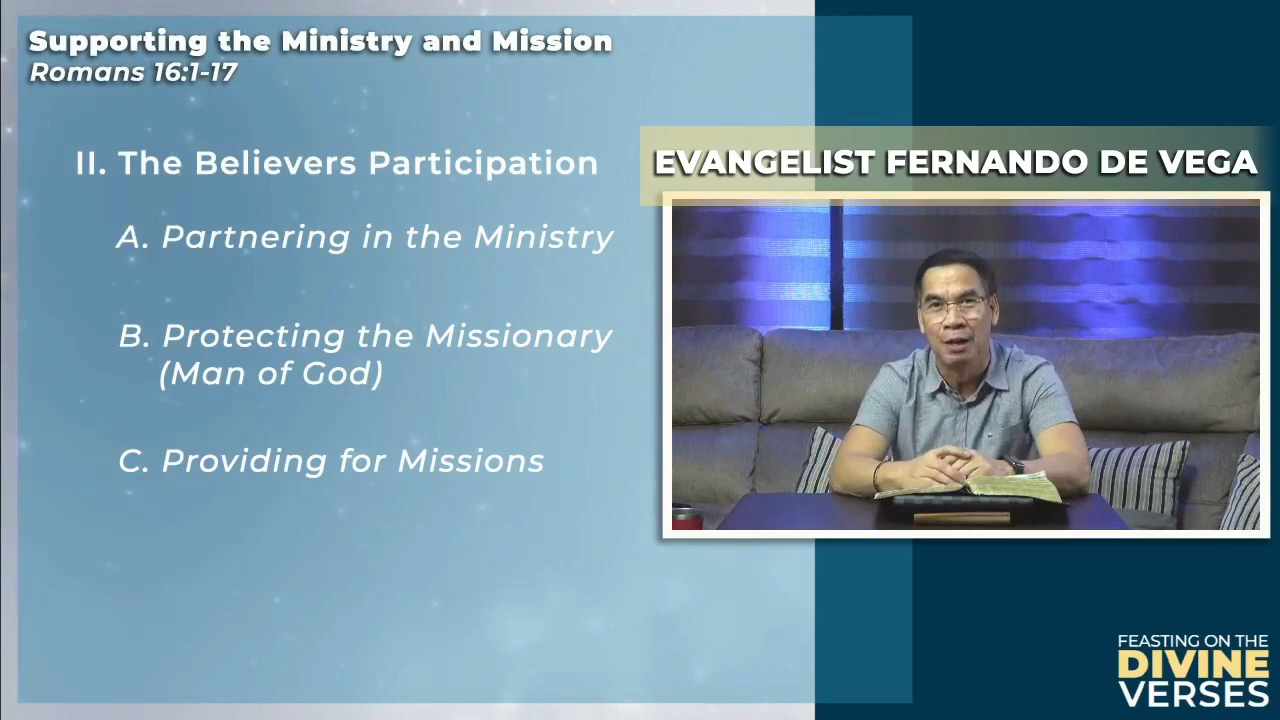 Supporting the Ministry and Mission
Romans 16:1-17
II. The Believers Participation
A. Partnering in the Ministry
B. Protecting the Missionary
(Man of God)
C. Providing for Missions
EVANGELIST FERNANDO DE VEGA
FEASTING ON THE
DIVINE
VERSES